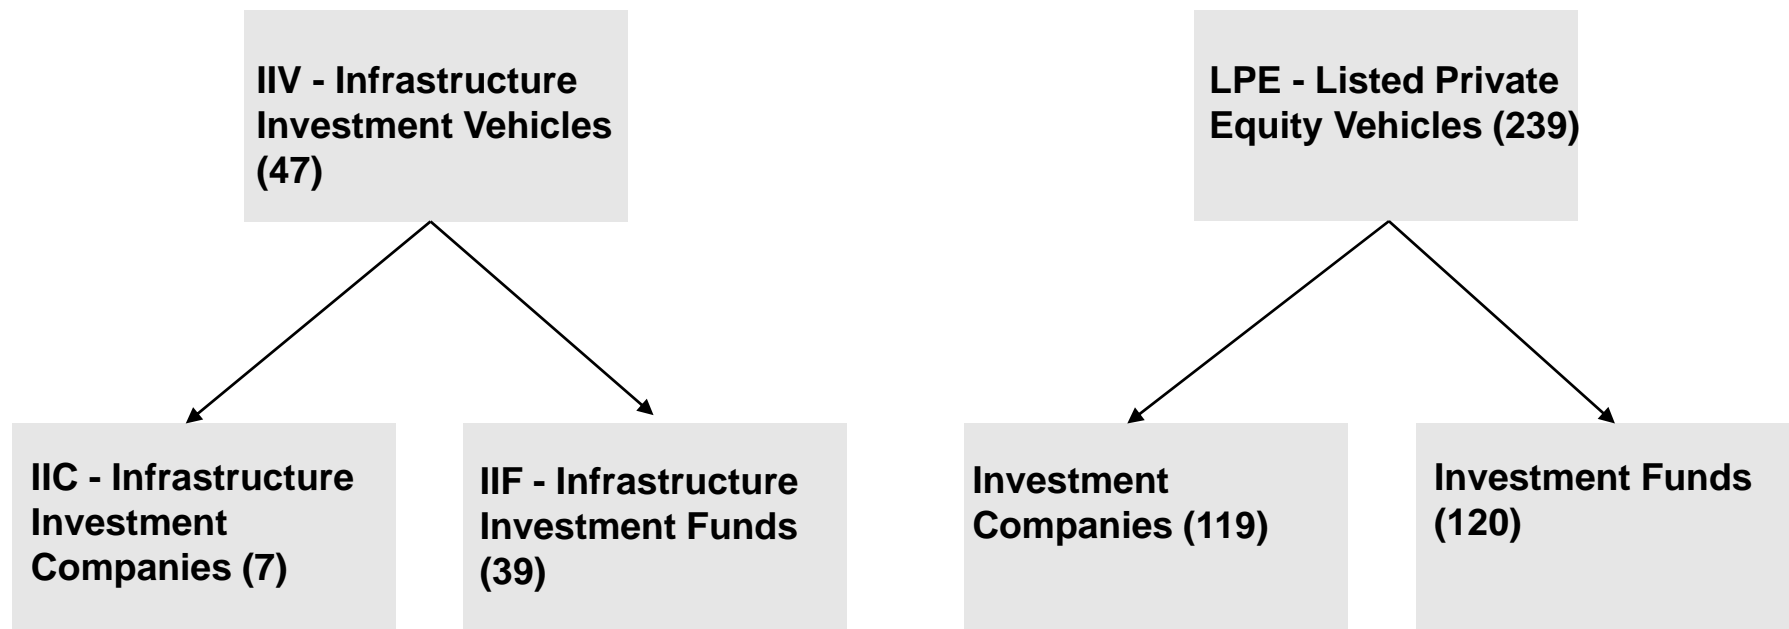 IIV - Infrastructure
Investment Vehicles
(47)
LPE - Listed Private
Equity Vehicles (239)
IIC - Infrastructure
Investment
Companies (7)
IIF - Infrastructure
Investment Funds
(39)
Investment
Companies (119)
Investment Funds
(120)